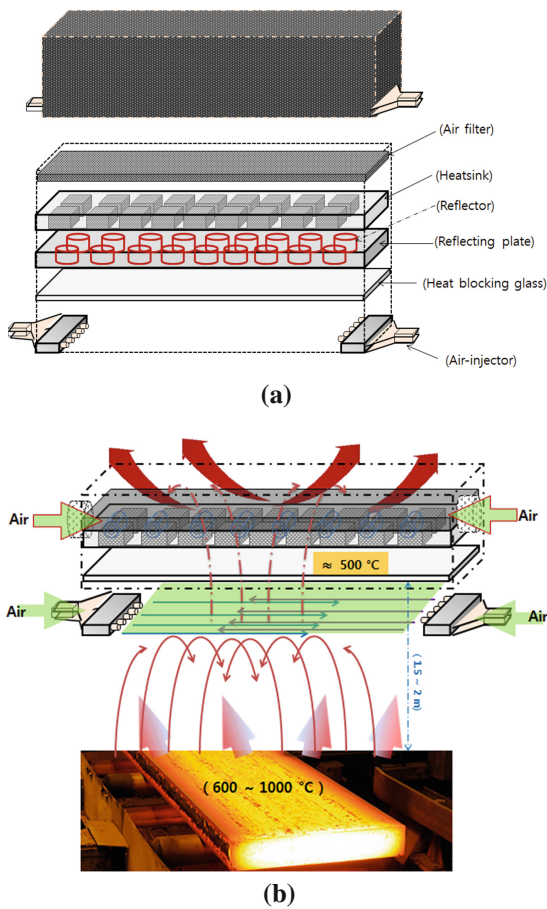 (Air filter)
(Heatsink)
(Reflector)
(Reflecting plate)
(Heat blocking glass)
(Air-injector)
(a)
Air
Air
≈ 500 °C
Air
Air
( 1.5 ~ 2 m)
( 600 ~ 1000 °C )
(b)